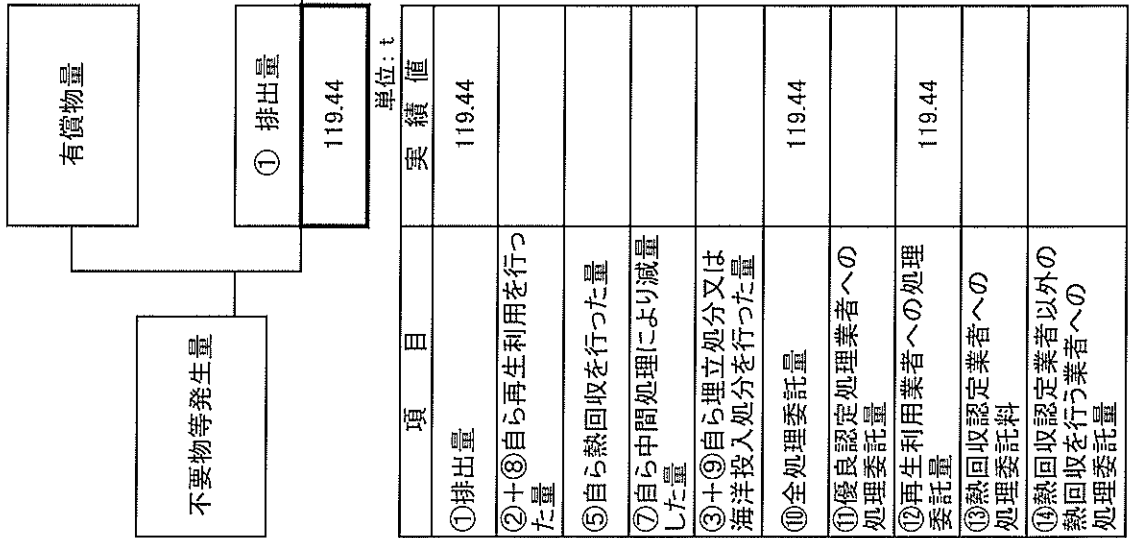 有償物量
不要物等発生量
① 排出量
119.44
単位:t
項 目
実 績 値
①排出量
119.44
②+⑧自ら再生利用を行っ
た量
⑤自ら熱回収を行った量
⑦自ら中間処理により減量
した量
③+⑨自ら埋立処分又は
海洋投入処分を行った量
⑩全処理委託量
119.44
⑪優良認定処理業者への
処理委託量
⑫再生利用業者への処理
委託量
119.44
⑬熱回収認定業者への
処理委託料
⑭熱回収認定業者以外の
熱回収を行う業者への
処理委託量